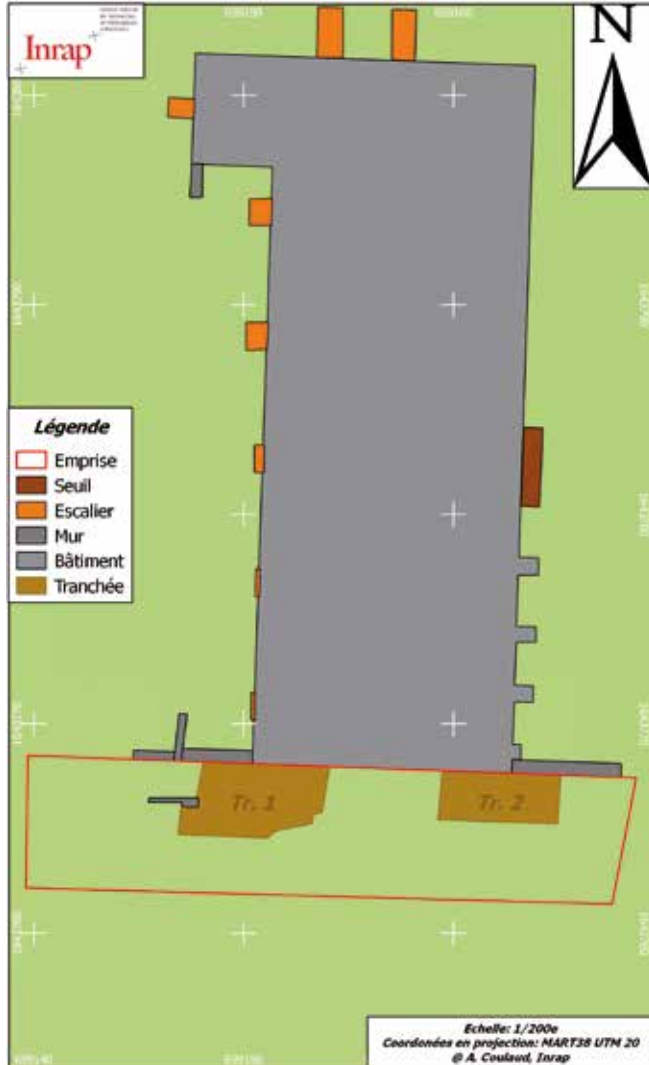 Inrap
N
Légende
Emprise
Seuil
Escalier
Mur
Bâtiment
Tranchée
Tr. 1
Tr. 2
699140
Echelle: 1/200e
Coordonées en projection: MART38 UTM 20
@ A. Coulaud, Inrap